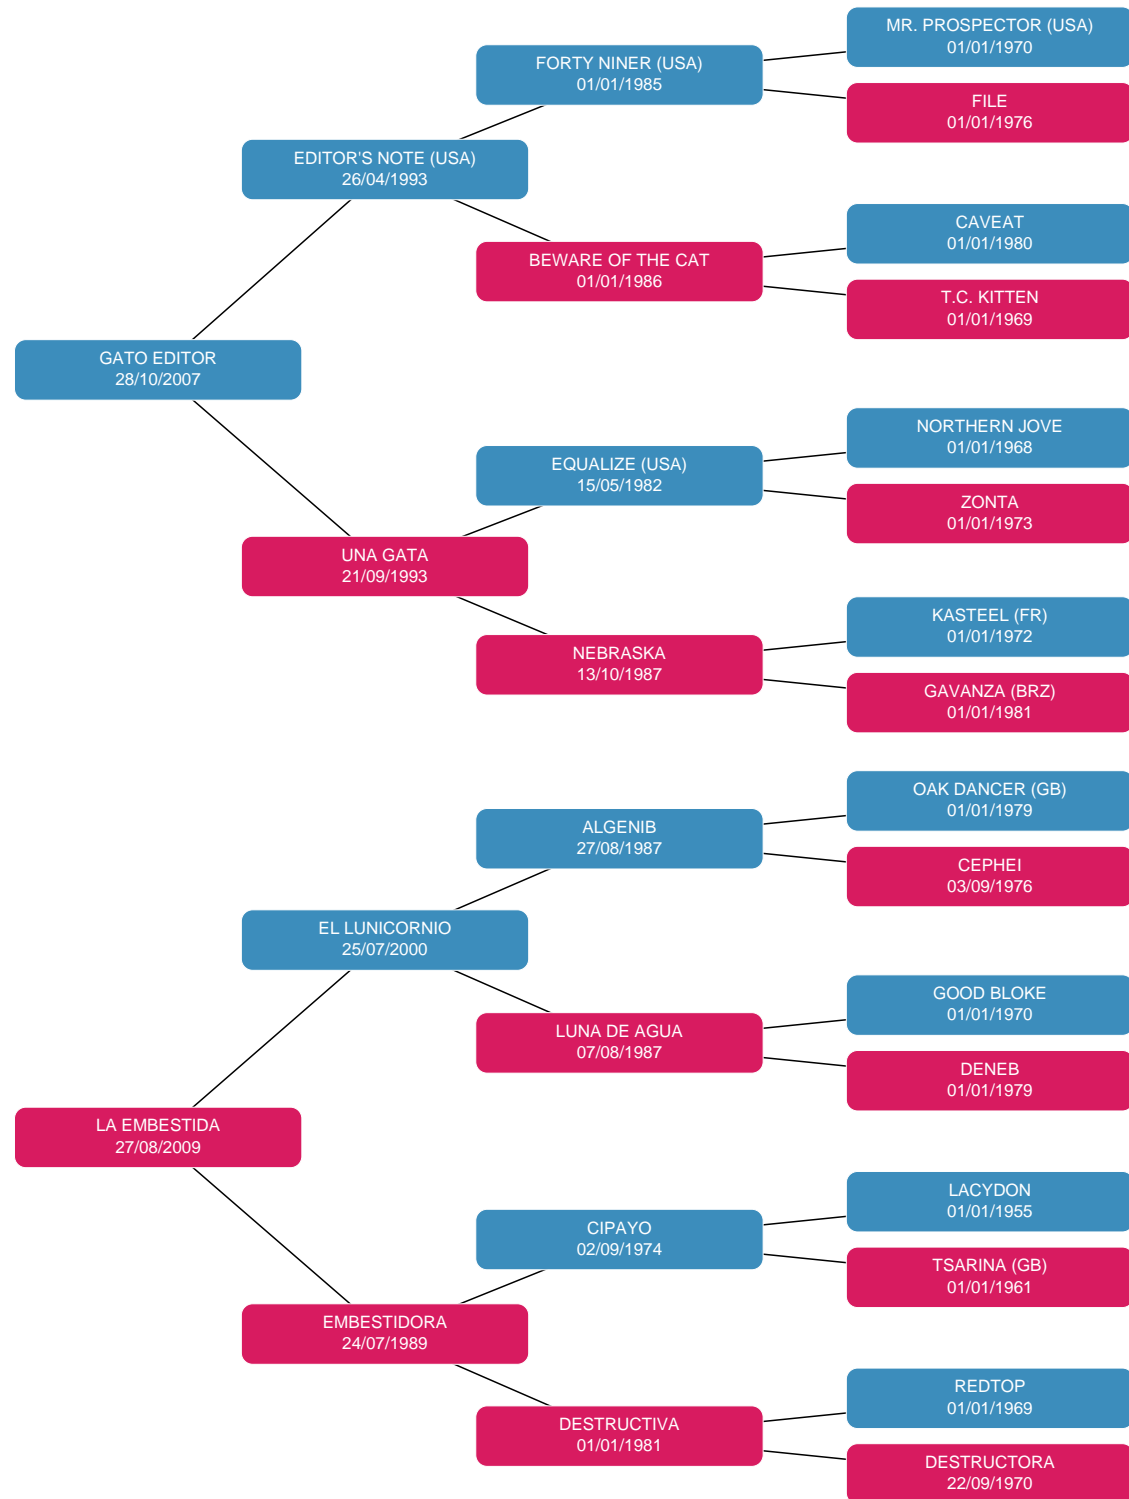 MR. PROSPECTOR (USA)
01/01/1970
FORTY NINER (USA)
01/01/1985
FILE
01/01/1976
EDITOR'S NOTE (USA)
26/04/1993
CAVEAT
01/01/1980
BEWARE OF THE CAT
01/01/1986
T.C. KITTEN
01/01/1969
GATO EDITOR
28/10/2007
NORTHERN JOVE
01/01/1968
EQUALIZE (USA)
15/05/1982
ZONTA
01/01/1973
UNA GATA
21/09/1993
KASTEEL (FR)
01/01/1972
NEBRASKA
13/10/1987
GAVANZA (BRZ)
01/01/1981
OAK DANCER (GB)
01/01/1979
ALGENIB
27/08/1987
CEPHEI
03/09/1976
EL LUNICORNIO
25/07/2000
GOOD BLOKE
01/01/1970
LUNA DE AGUA
07/08/1987
DENEB
01/01/1979
LA EMBESTIDA
27/08/2009
LACYDON
01/01/1955
CIPAYO
02/09/1974
TSARINA (GB)
01/01/1961
EMBESTIDORA
24/07/1989
REDTOP
01/01/1969
DESTRUCTIVA
01/01/1981
DESTRUCTORA
22/09/1970